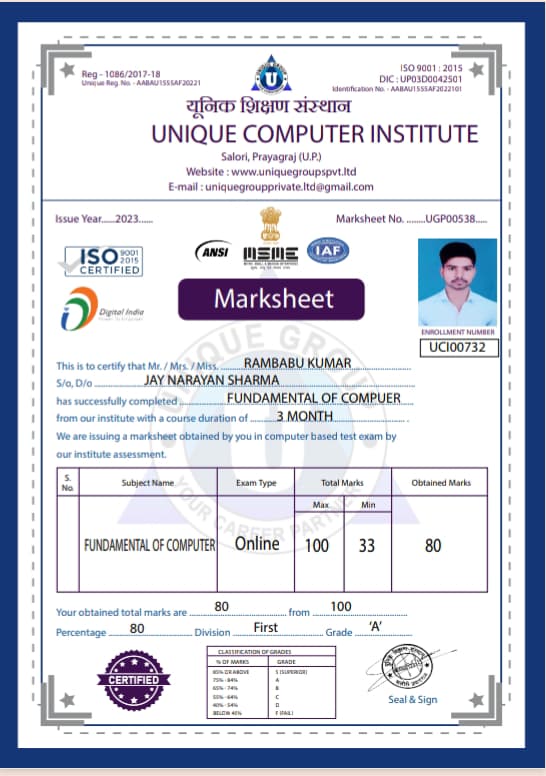 Reg - 1086/2017-18
Unique Reg. No. - AABAU1555AF20221
ISO 9001 : 2015
DIC : UP03D0042501
Identification No. - AABAU1555AF2022101
यूनिक शिक्षण संस्थान
UNIQUE COMPUTER INSTITUTE
Salori, Prayagraj (U.P.)
Website : www.uniquegroupspvt.ltd
E-mail : uniquegroupprivate.ltd@gmail.com
Issue Year.....2023......
Marksheet No. ........UGP00538.....
ISO 9001 2015
CERTIFIED
ANSI
MSME
IAF
Digital India
Marksheet
ENROLLMENT NUMBER
UCI00732
UNIQUE GROUP
YOUR CAREER PARTNER
This is to certify that Mr. / Mrs. / Miss. RAMBABU KUMAR
S/o, D/o JAY NARAYAN SHARMA
has successfully completed FUNDAMENTAL OF COMPUER
from our institute with a course duration of 3 MONTH
We are issuing a marksheet obtained by you in computer based test exam by
our institute assessment.
S. No. Subject Name Exam Type Total Marks Obtained Marks
Max Min
FUNDAMENTAL OF COMPUTER Online 100 33 80
Your obtained total marks are 80 from 100
Percentage 80 Division First Grade 'A'
CERTIFIED
CLASSIFICATION OF GRADES
% OF MARKS GRADE
85% OR ABOVE S (SUPERIOR)
75% - 84% A
65% - 74% B
55% - 64% C
40% - 54% D
BELOW 40% F (FAIL)
Seal & Sign